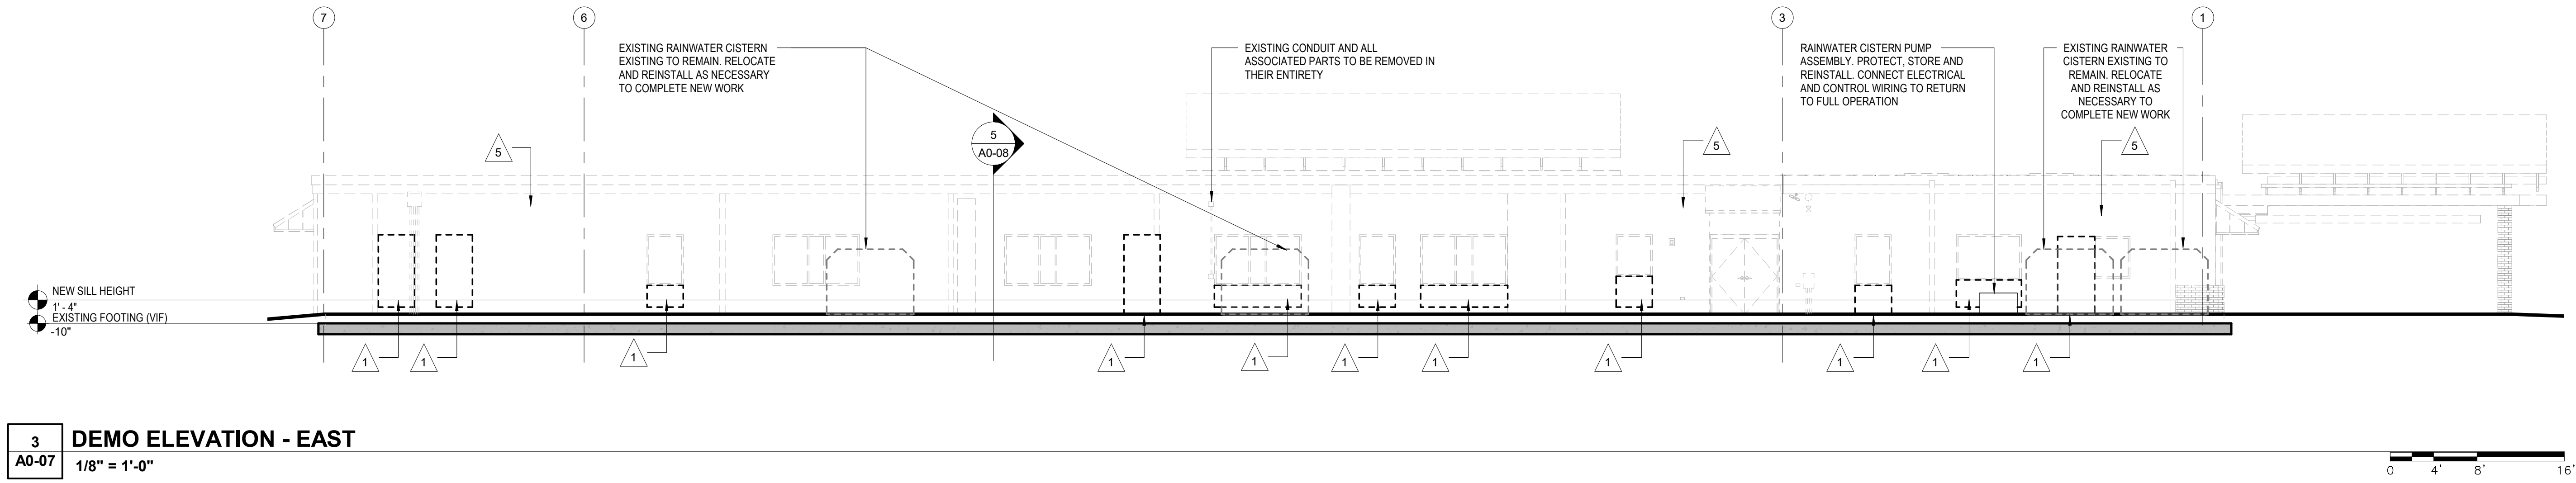 7
6
3
1
EXISTING RAINWATER CISTERN
EXISTING TO REMAIN. RELOCATE
AND REINSTALL AS NECESSARY
TO COMPLETE NEW WORK
EXISTING CONDUIT AND ALL
ASSOCIATED PARTS TO BE REMOVED IN
THEIR ENTIRETY
RAINWATER CISTERN PUMP
ASSEMBLY. PROTECT, STORE AND
REINSTALL. CONNECT ELECTRICAL
AND CONTROL WIRING TO RETURN
TO FULL OPERATION
EXISTING RAINWATER
CISTERN EXISTING TO
REMAIN. RELOCATE
AND REINSTALL AS
NECESSARY TO
COMPLETE NEW WORK
5
5
A0-08
5
5
NEW SILL HEIGHT
1' - 4"
EXISTING FOOTING (VIF)
-10"
1
1
1
1
1
1
1
1
1
1
1
3
A0-07
DEMO ELEVATION - EAST
1/8" = 1'-0"
0 4' 8' 16'